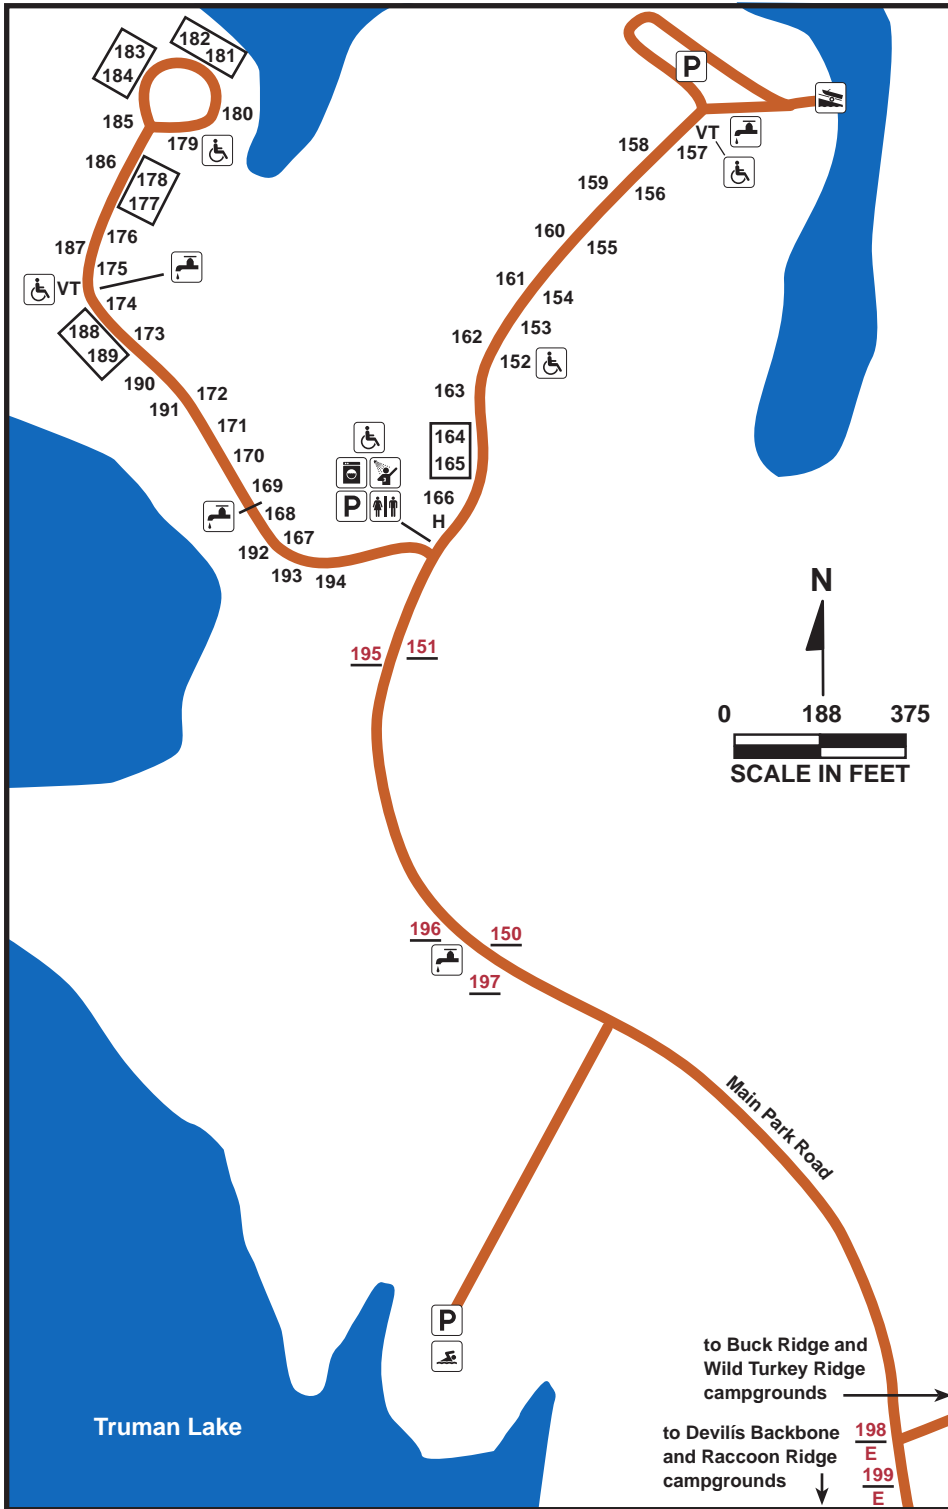 182
181
183
184
180
185
179
186
178
177
176
187
175
VT
174
188
189
173
190
191
172
171
170
169
168
167
192
193
194
P
VT
158
157
159
156
160
155
161
154
162
153
152
163
164
165
166
H
P
195
151
N
0 188 375
SCALE IN FEET
196
150
197
Main Park Road
P
to Buck Ridge and
Wild Turkey Ridge
campgrounds
Truman Lake
to Devilís Backbone
and Raccoon Ridge
campgrounds
198
E
199
E